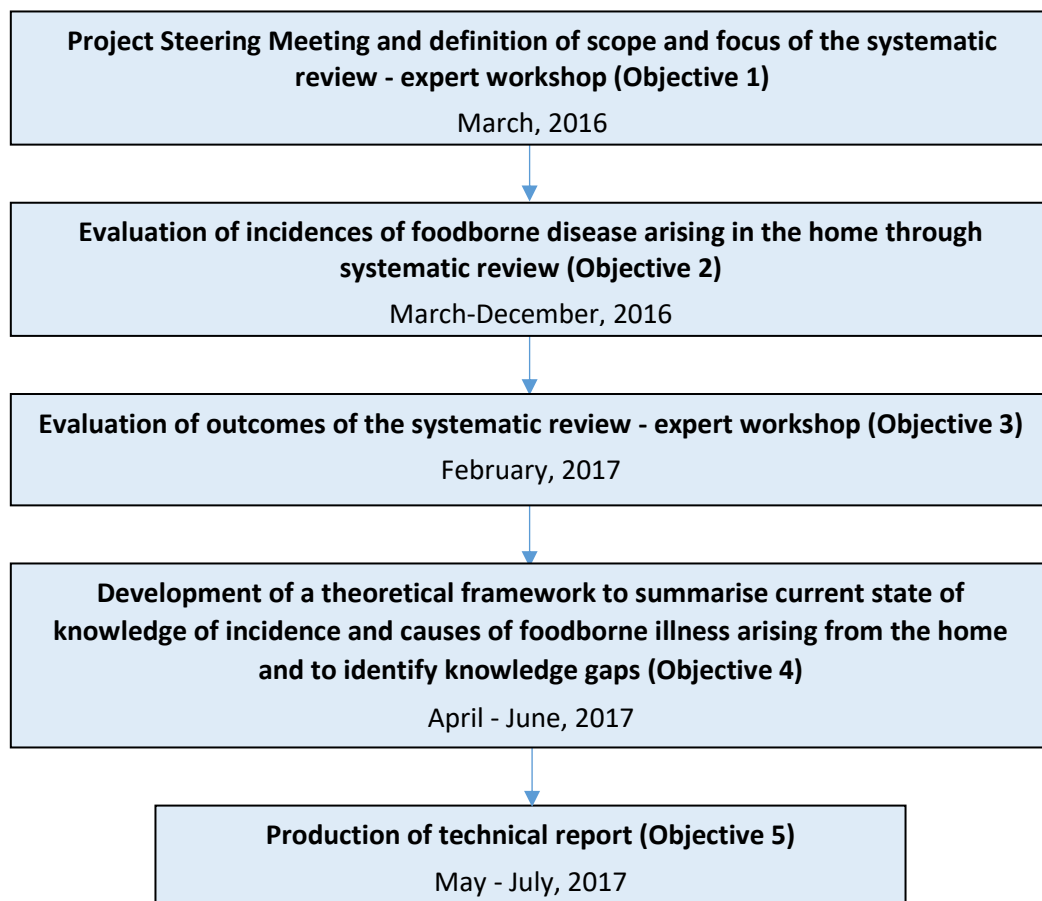 Project Steering Meeting and definition of scope and focus of the systematic
review - expert workshop (Objective 1)
March, 2016
Evaluation of incidences of foodborne disease arising in the home through
systematic review (Objective 2)
March-December, 2016
Evaluation of outcomes of the systematic review - expert workshop (Objective 3)
February, 2017
Development of a theoretical framework to summarise current state of
knowledge of incidence and causes of foodborne illness arising from the home
and to identify knowledge gaps (Objective 4)
April - June, 2017
Production of technical report (Objective 5)
May - July, 2017